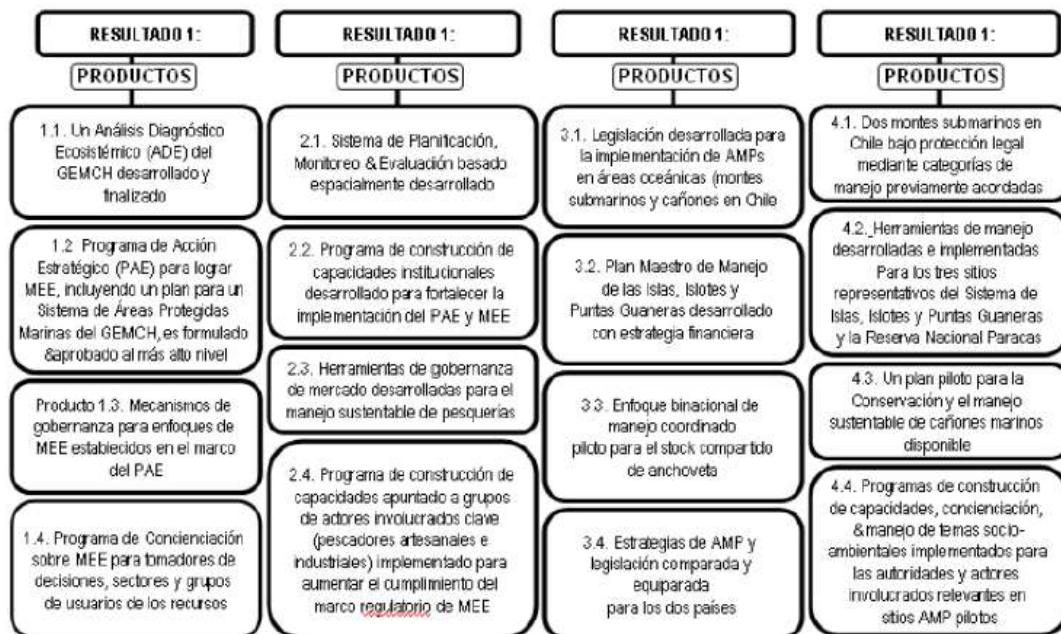 RESULTADO 1:
PRODUCTOS
1.1. Un Análisis Diagnóstico
Ecosistémico (ADE) del
GEMCH desarrollado y
finalizado
1.2 Programa de Acción
Estratégico (PAE) para lograr
MEE, incluyendo un plan para un
Sistema de Áreas Protegidas
Marinas del GEMCH, es formulado
&aprobado al más alto nivel
Producto 1.3. Mecanismos de
gobernanza para enfoques de
MEE establecidos en el marco
del PAE
1.4. Programa de Concienciación
sobre MEE para tomadores de
decisiones, sectores y grupos
de usuarios de los recursos
RESULTADO 1:
PRODUCTOS
2.1. Sistema de Planificación,
Monitoreo & Evaluación basado
espacialmente desarrollado
2.2. Programa de construcción de
capacidades institucionales
desarrollado para fortalecer la
implementación del PAE y MEE
2.3. Herramientas de gobernanza
de mercado desarrolladas para el
manejo sustentable de pesquerías
2.4. Programa de construcción de
capacidades apuntado a grupos
de actores involucrados clave
(pescadores artesanales e
industriales) implementado para
aumentar el cumplimiento del
marco regulatorio de MEE
RESULTADO 1:
PRODUCTOS
3.1. Legislación desarrollada para
la implementación de AMPs
en áreas oceánicas (montes
submarinos y cañones en Chile
3.2. Plan Maestro de Manejo
de las Islas, Islotes y
Puntas Guaneras desarrollado
con estrategia financiera
3.3. Enfoque binacional de
manejo coordinado
piloto para el stock compartido
de anchoveta
3.4. Estrategias de AMP y
legislación comparada y
equiparada
para los dos países
RESULTADO 1:
PRODUCTOS
4.1. Dos montes submarinos en
Chile bajo protección legal
mediante categorías de
manejo previamente acordadas
4.2. Herramientas de manejo
desarrolladas e implementadas
Para los tres sitios
representativos del Sistema de
Islas, Islotes y Puntas Guaneras
y la Reserva Nacional Paracas
4.3. Un plan piloto para la
Conservación y el manejo
sustentable de cañones marinos
disponible
4.4. Programas de construcción
de capacidades, concienciación,
&manejo de temas socio-
ambientales implementados para
las autoridades y actores
involucrados relevantes en
sitios AMP pilotos